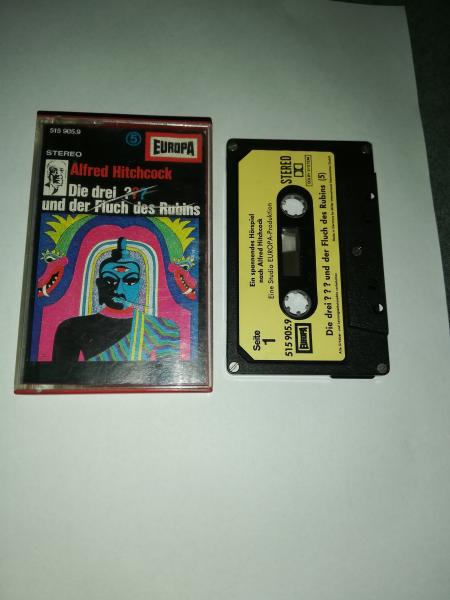 515 905.9
5
EUROPA
STEREO
Alfred Hitchcock
Die drei ???
und der Fluch des Rubins
STEREO
Ein spannendes Hörspiel
nach Alfred Hitchcock
Eine Studio EUROPA-Produktion
Seite
1
515 905.9
EUROPA
Die drei ? ? ? und der Fluch des Rubins (5)